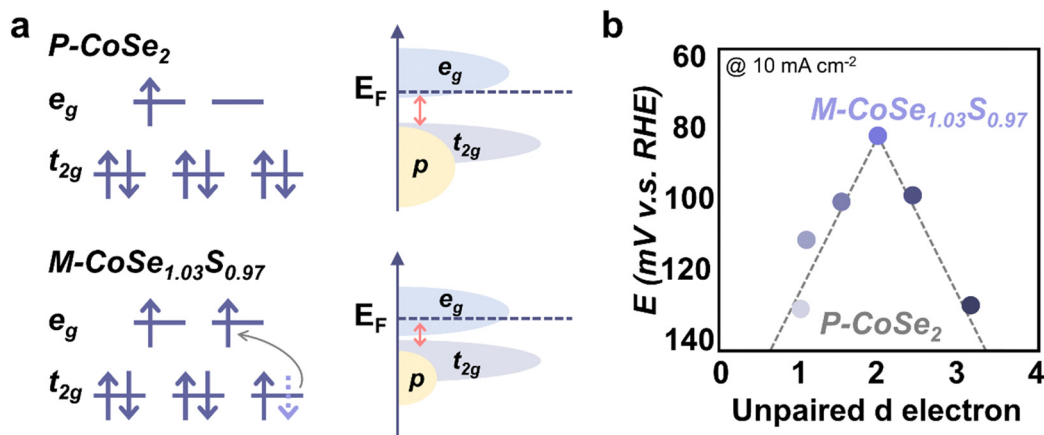 a
P-CoSe2
eg
t2g
EF
eg
t2g
p
M-CoSe1.03S0.97
eg
t2g
EF
eg
t2g
p
b
@ 10 mA cm-2
M-CoSe1.03S0.97
P-CoSe2
E (mV v.s. RHE)
60
80
100
120
140
0 1 2 3 4
Unpaired d electron